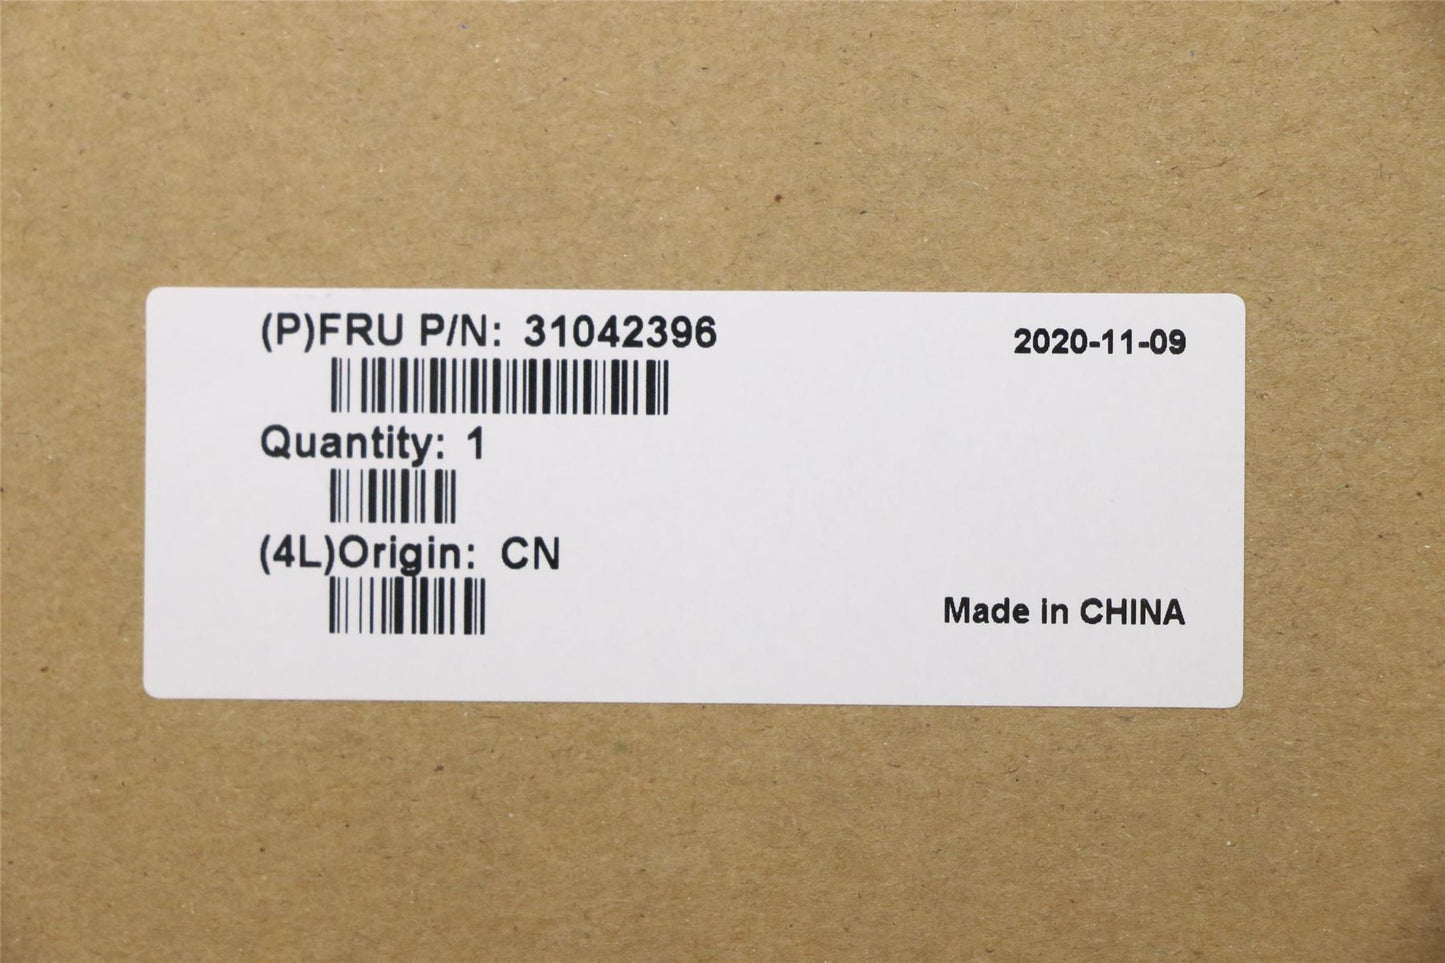 (P)FRU P/N: 31042396
2020-11-09
Quantity: 1
(4L)Origin: CN
Made in CHINA